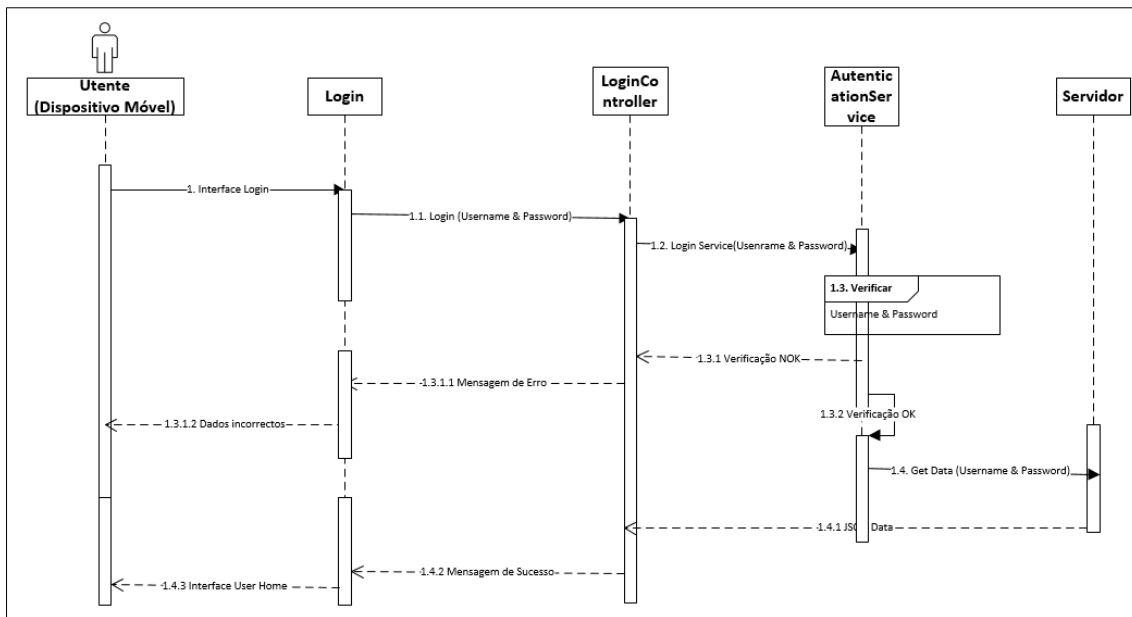 Utente
(Dispositivo Móvel)
Login
LoginCo
ntroller
Autentic
ationSer
vice
Servidor
1. Interface Login
1.1. Login (Username & Password)
1.2. Login Service(Usenrame & Password)
1.3. Verificar
Username & Password
1.3.1 Verificação NOK
1.3.1.1 Mensagem de Erro
1.3.2 Verificação OK
1.3.1.2 Dados incorrectos
1.4. Get Data (Username & Password)
1.4.1 JSON Data
1.4.2 Mensagem de Sucesso
1.4.3 Interface User Home